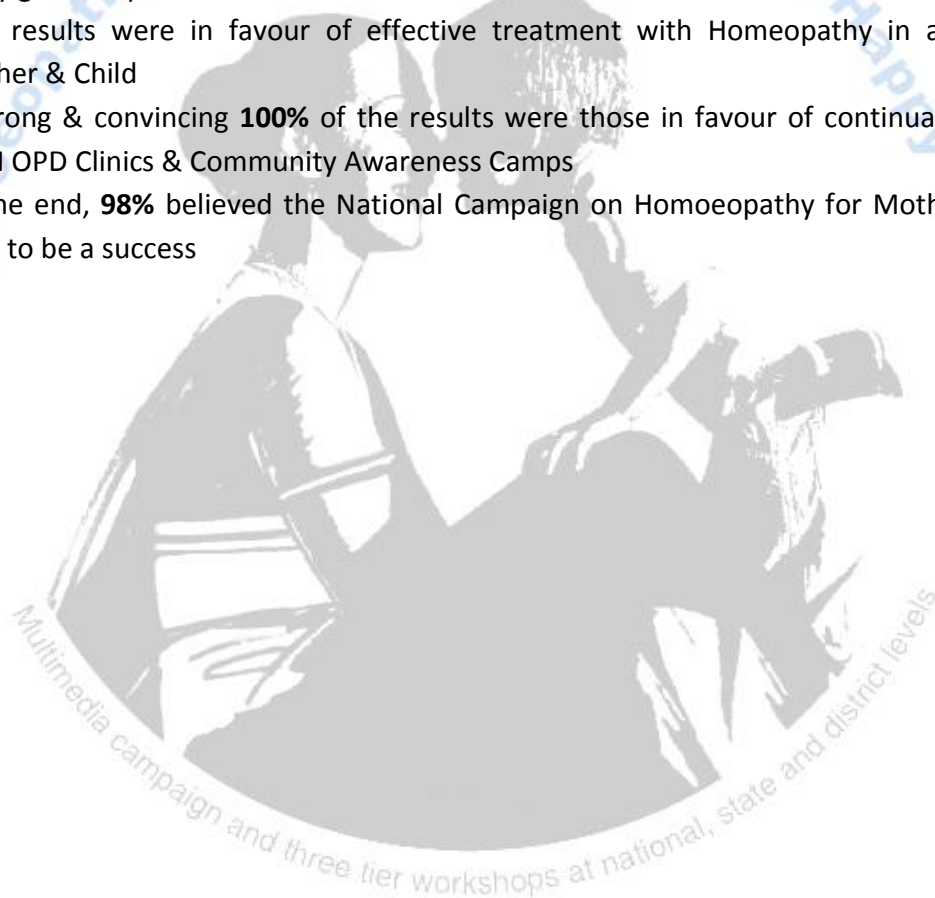 results were in favour of effective treatment with Homeopathy in a
her & Child
rong & convincing 100% of the results were those in favour of continua
OPD Clinics & Community Awareness Camps
he end, 98% believed the National Campaign on Homoeopathy for Moth
to be a success
Happy
Multimedia campaign and three tier workshops at national, state and district levels